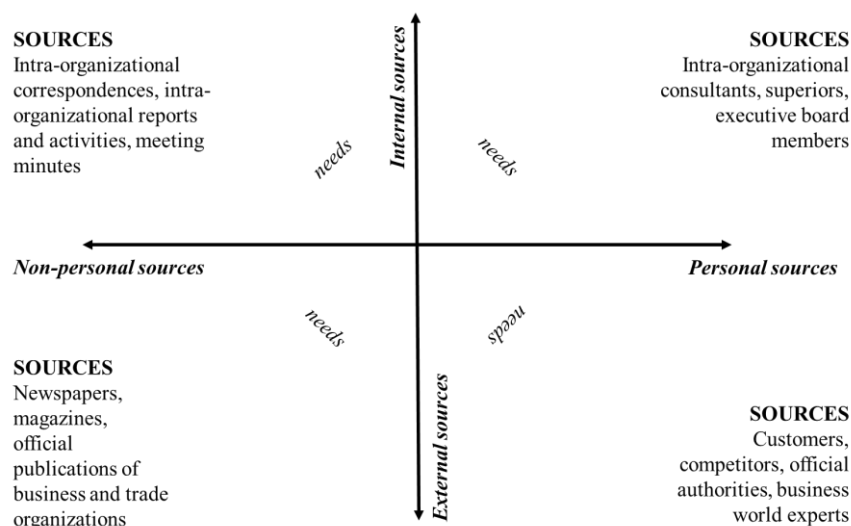 SOURCES
Intra-organizational
correspondences, intra-
organizational reports
and activities, meeting
minutes
needs
Internal sources
needs
SOURCES
Intra-organizational
consultants, superiors,
executive board
members
Non-personal sources
Personal sources
needs
needs
SOURCES
Newspapers,
magazines,
official
publications of
business and trade
organizations
External sources
SOURCES
Customers,
competitors, official
authorities, business
world experts